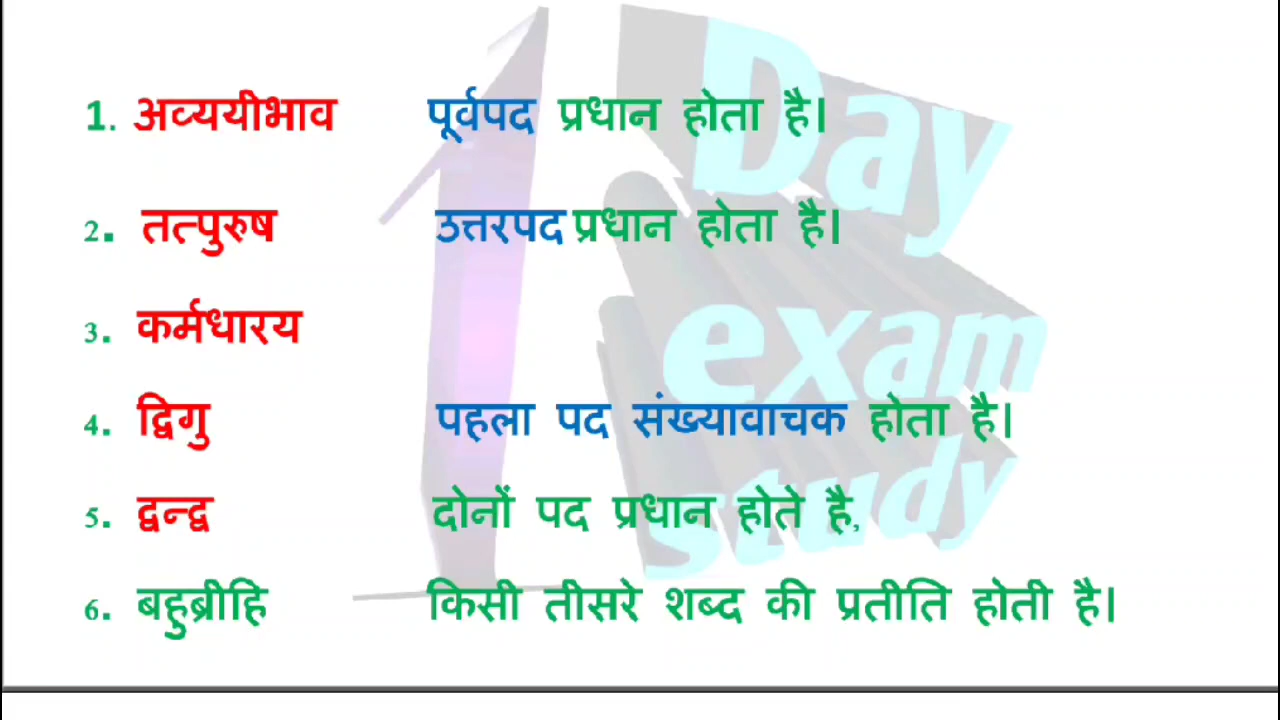 1. अव्ययीभाव पूर्वपद प्रधान होता है।
2. तत्पुरुष उत्तरपद प्रधान होता है।
3. कर्मधारय
4. द्विगु पहला पद संख्यावाचक होता है।
5. द्वन्द्व दोनों पद प्रधान होते है,
6. बहुब्रीहि किसी तीसरे शब्द की प्रतीति होती है।
1 Day
exam
study